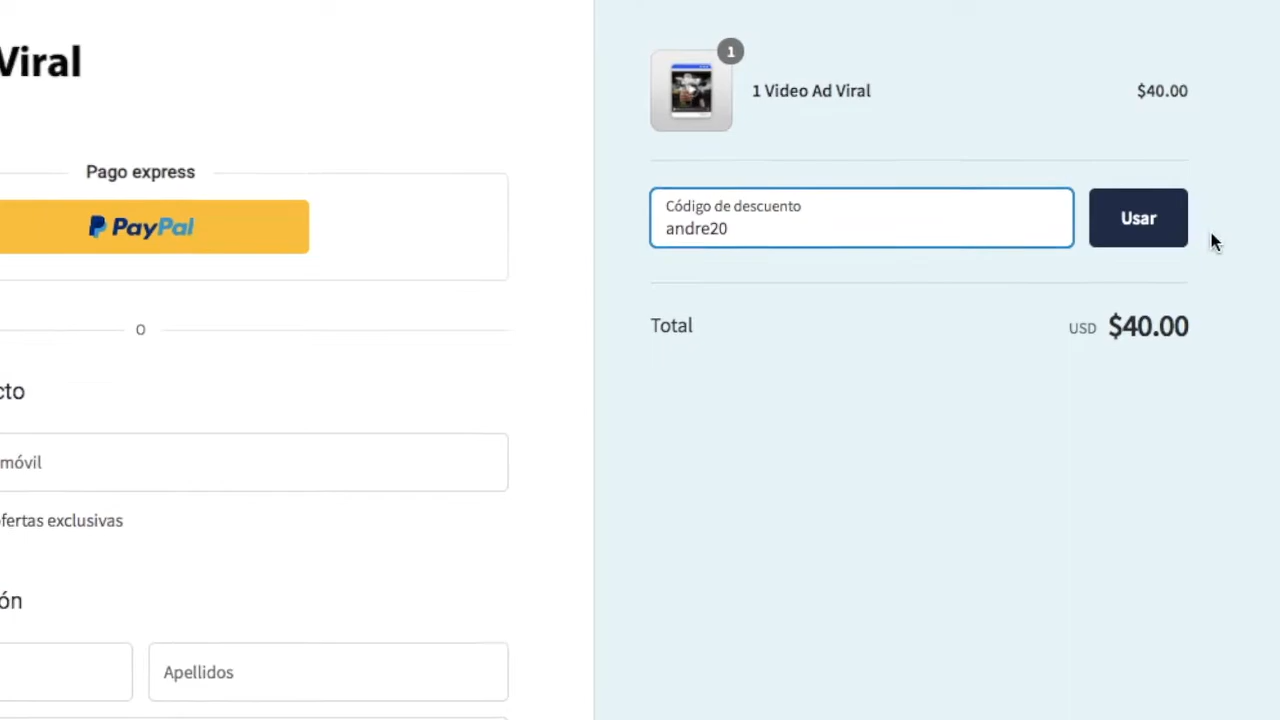 Viral
Pago express
PayPal
O
cto
móvil
ofertas exclusivas
ón
Apellidos
1
1 Video Ad Viral
$40.00
Código de descuento
andre20
Usar
Total
USD $40.00